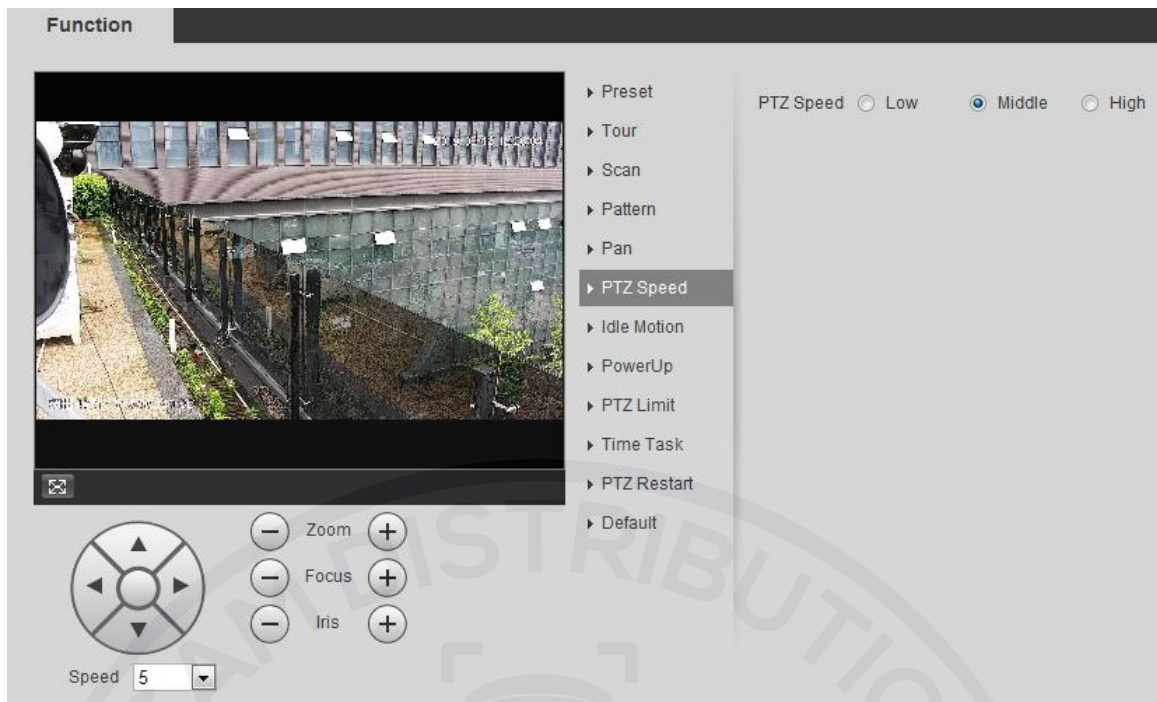 Function
Preset
Tour
Scan
Pattern
Pan
PTZ Speed
Idle Motion
PowerUp
PTZ Limit
Time Task
PTZ Restart
Default
PTZ Speed Low Middle High
Zoom
Focus
Iris
Speed 5
DISTRIBUTIO